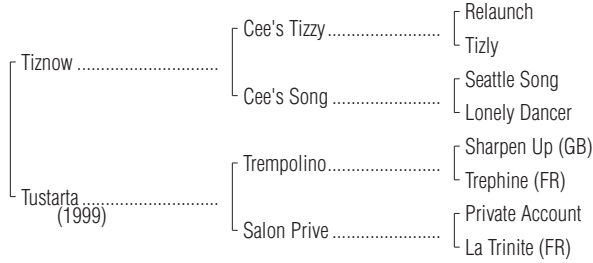 Relaunch
Cee's Tizzy
Tizly
Tiznow
Seattle Song
Cee's Song
Lonely Dancer
Sharpen Up (GB)
Trempolino
Trephine (FR)
Tustarta
(1999)
Private Account
Salon Prive
La Trinite (FR)